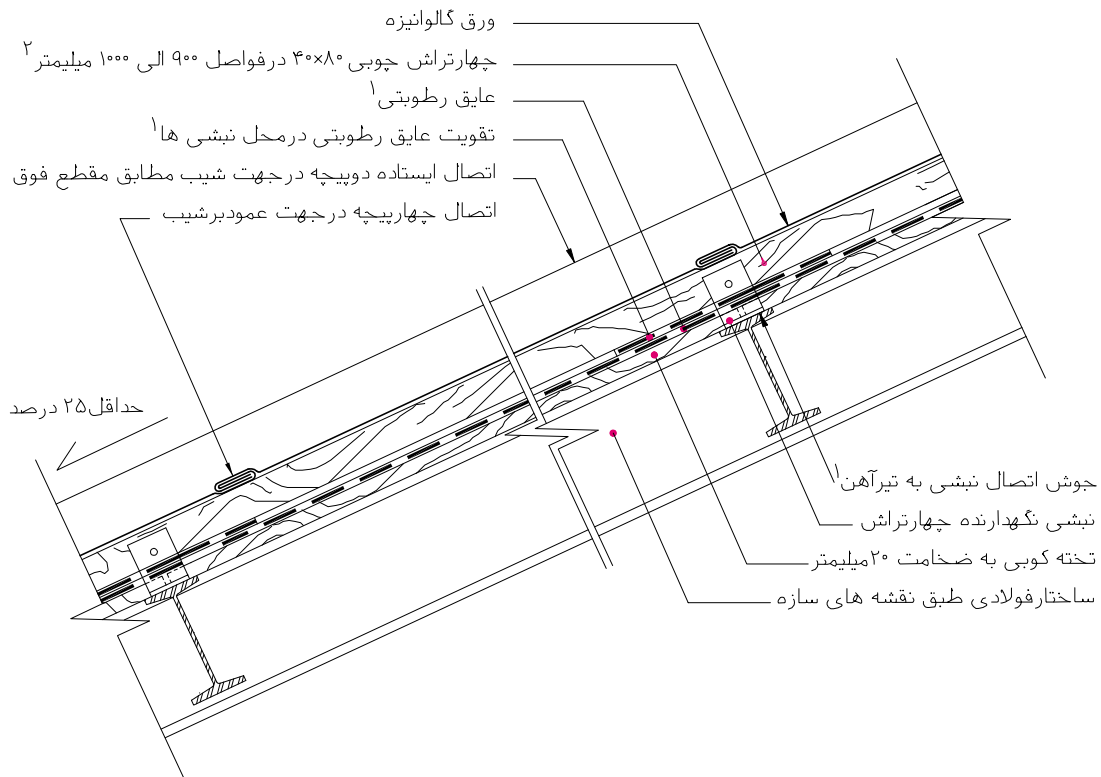 ورق گالوانیزه
چهارتراش چوبی ۸۰×۴۰ درفواصل ۹۰۰ الی ۱۰۰۰ میلیمتر۲
عایق رطوبتی۱
تقویت عایق رطوبتی درمحل نبشی ها۱
اتصال ایستاده دوپیچه درجهت شیب مطابق مقطع فوق
اتصال چهارپیچه درجهت عمودبرشیب
حداقل۲۵ درصد
جوش اتصال نبشی به تیرآهن۱
نبشی نگهدارنده چهارتراش
تخته کوبی به ضخامت ۲۰میلیمتر
ساختارفولادی طبق نقشه های سازه